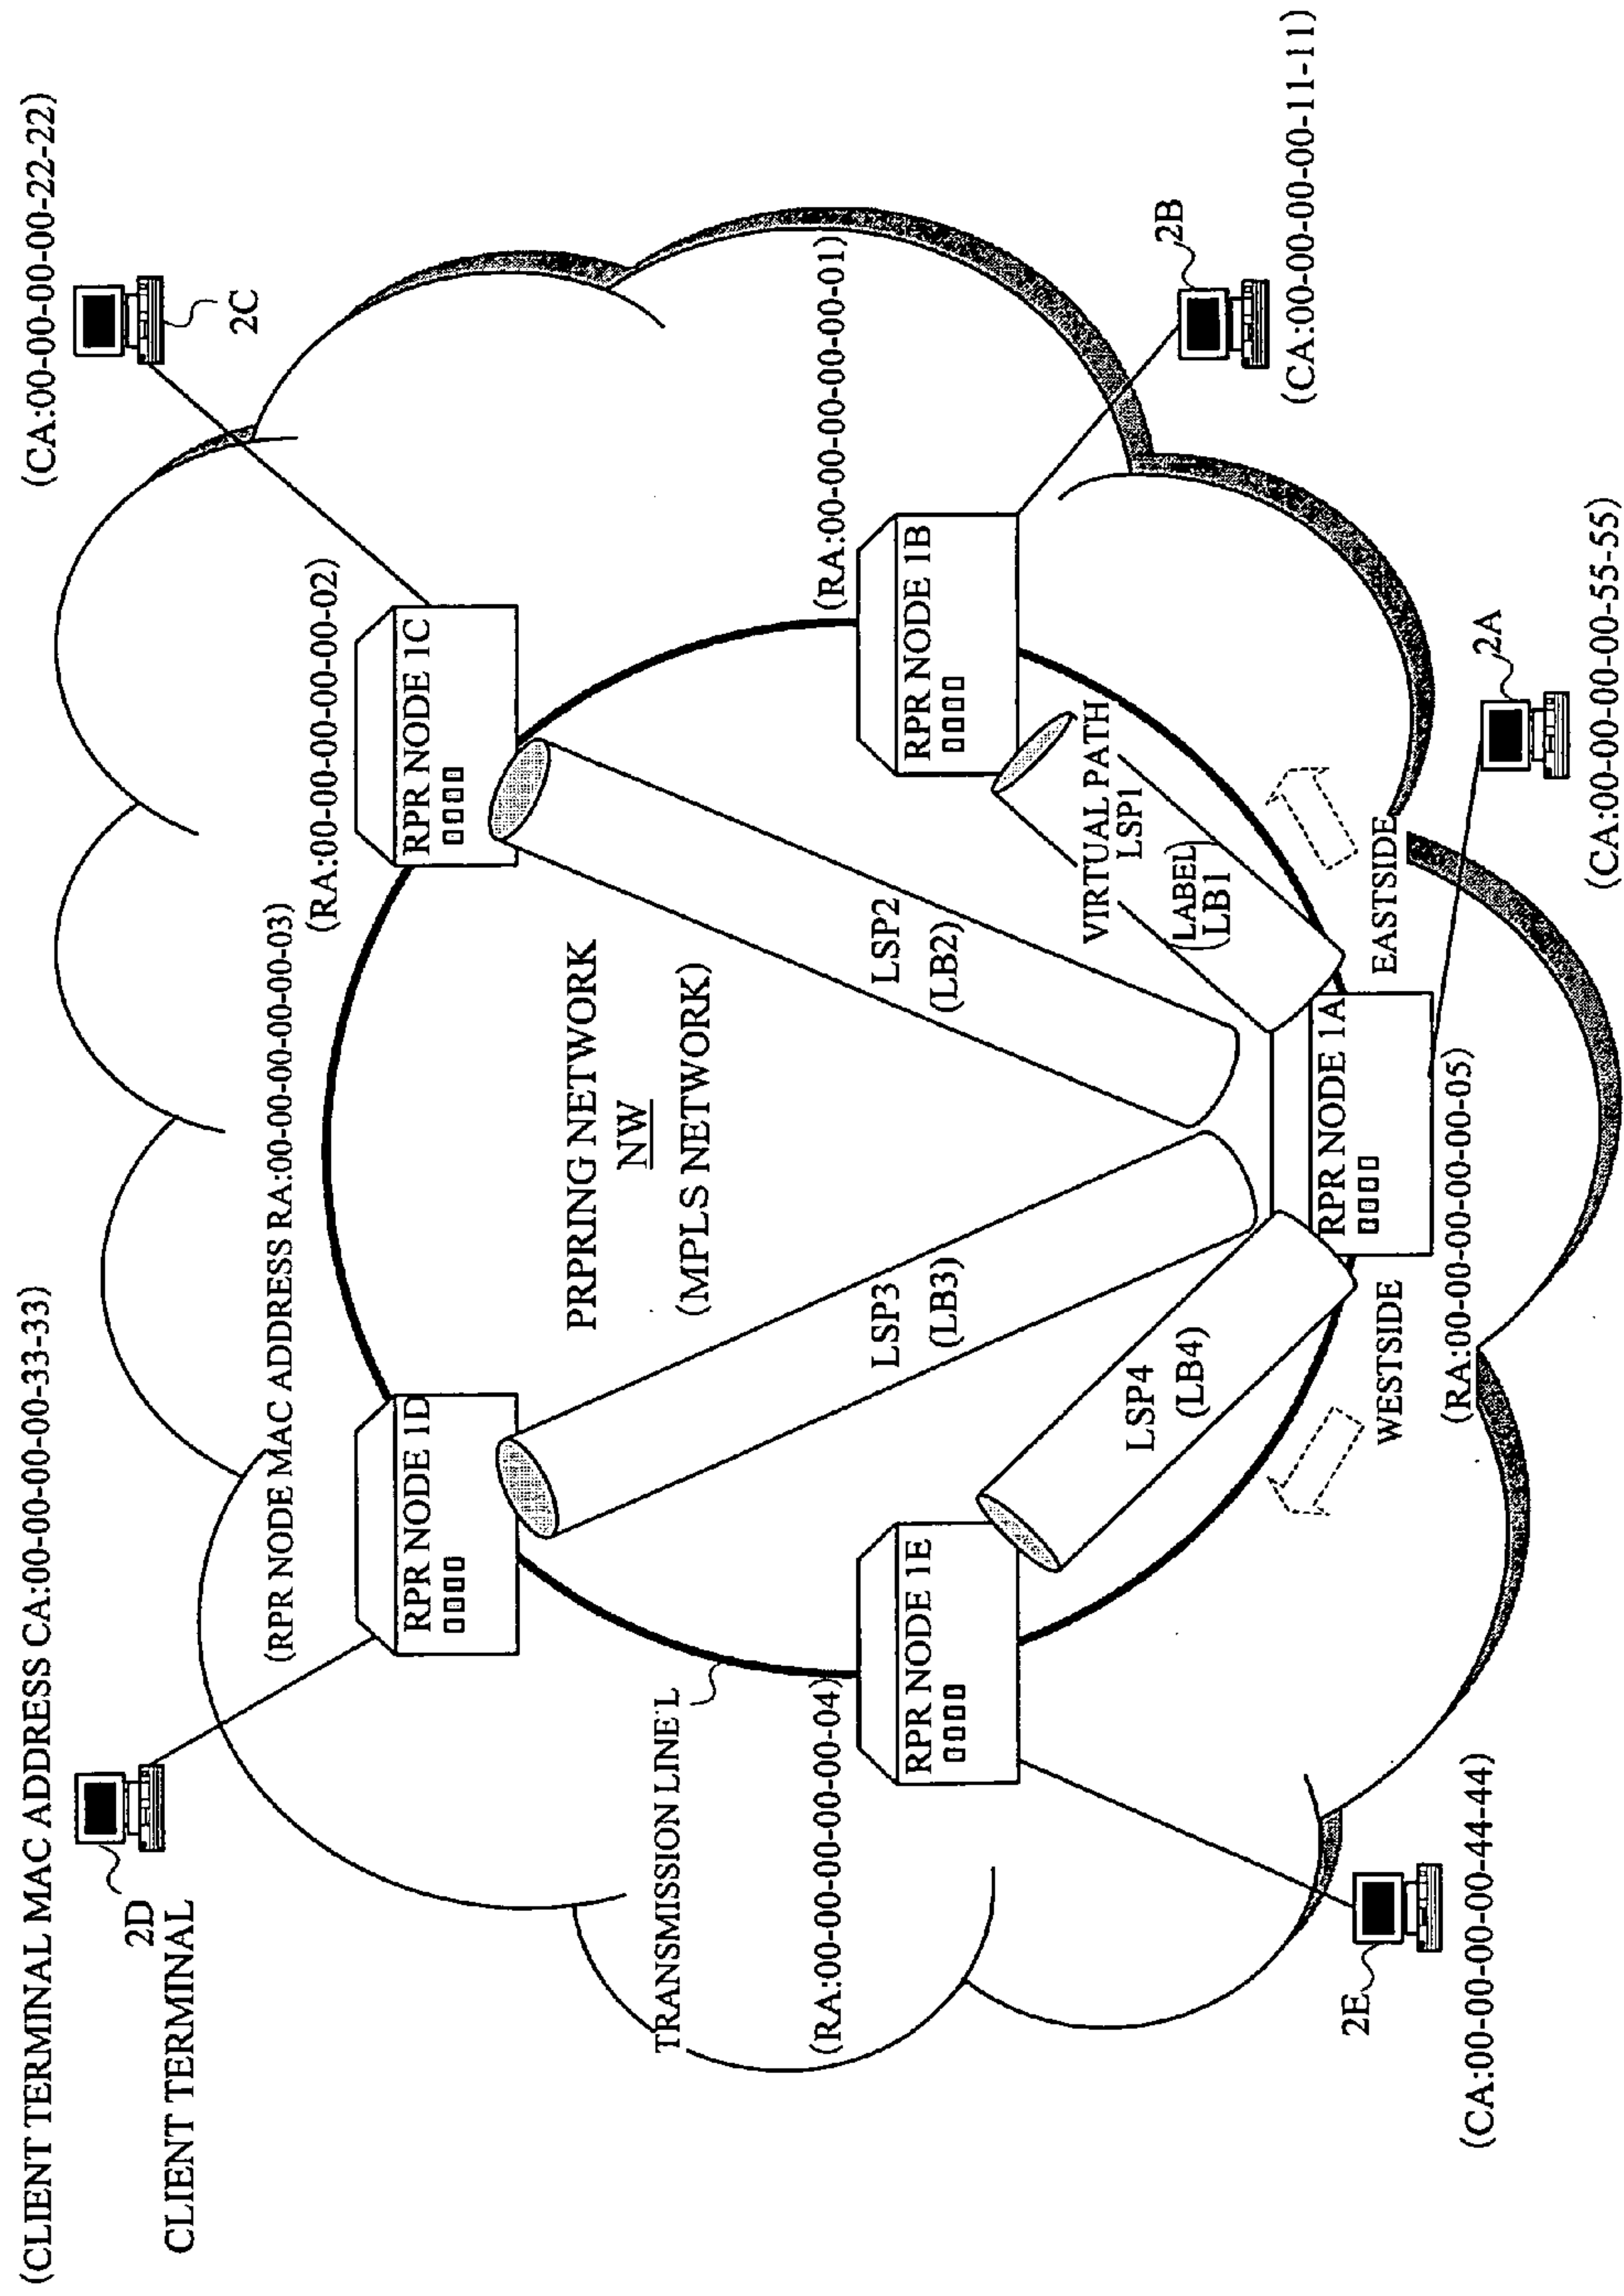 (CLIENT TERMINAL MAC ADDRESS CA:00-00-00-00-33-33)
2D
CLIENT TERMINAL
(CA:00-00-00-00-22-22)
2C
(RPR NODE MAC ADDRESS RA:00-00-00-00-00-03)
(RA:00-00-00-00-00-02)
RPR NODE 1D
RPR NODE 1C
PRPRING NETWORK
NW
(MPLS NETWORK)
TRANSMISSION LINE L
(RA:00-00-00-00-00-04)
(RA:00-00-00-00-00-01)
RPR NODE 1E
RPR NODE 1B
LSP3
(LB3)
LSP2
(LB2)
VIRTUAL PATH
LSP1
(LABEL
LB1)
LSP4
(LB4)
2B
(CA:00-00-00-00-11-11)
RPR NODE 1A
WESTSIDE
EASTSIDE
2E
(CA:00-00-00-00-44-44)
(RA:00-00-00-00-00-05)
2A
(CA:00-00-00-00-55-55)